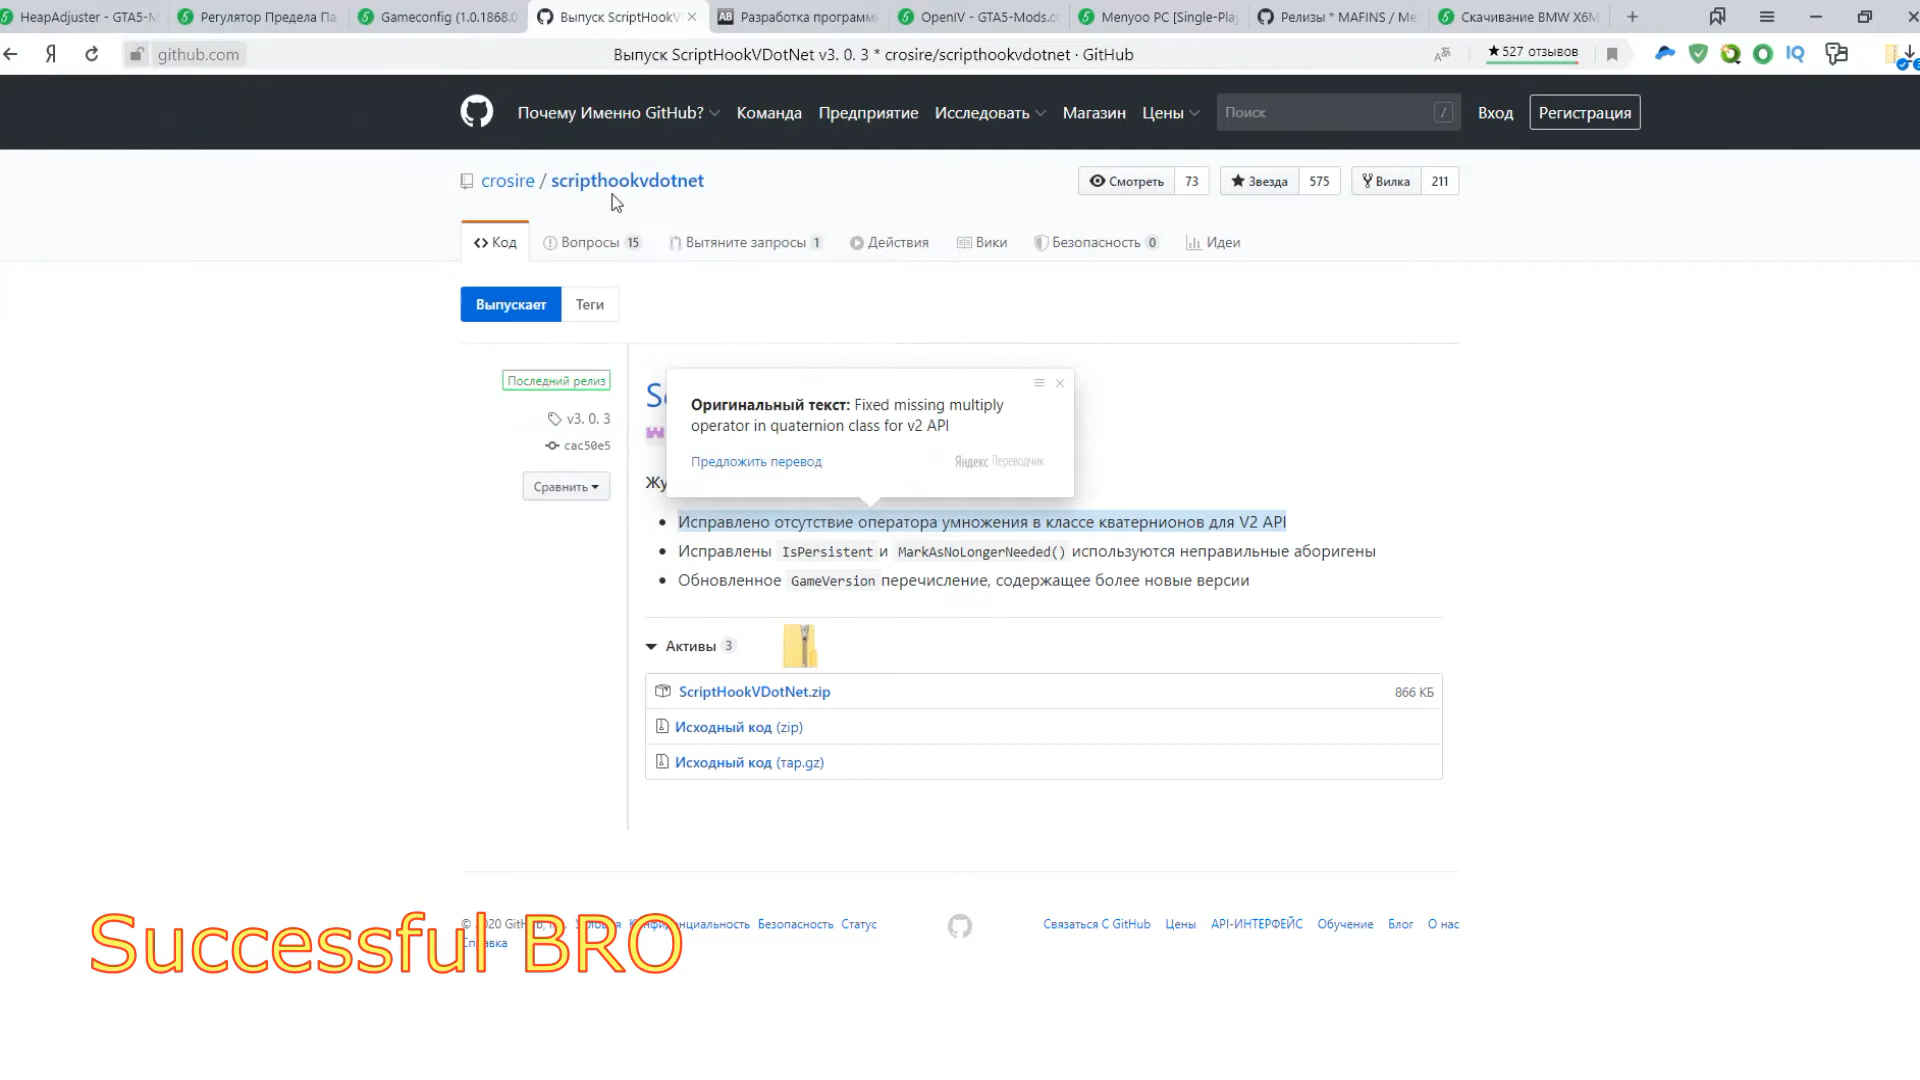 HeapAdjuster - GTA5-M
Регулятор Предела Па
Gameconfig (1.0.1868.0
Выпуск ScriptHookV
Разработка программ
OpenIV - GTA5-Mods.co
Menyoo PC [Single-Play
Релизы * MAFINS / Me
Скачивание BMW X6M
github.com
Выпуск ScriptHookVDotNet v3. 0. 3 * crosire/scripthookvdotnet · GitHub
★527 отзывов
Почему Именно GitHub?
Команда
Предприятие
Исследовать
Магазин
Цены
Поиск
/
Вход
Регистрация
crosire / scripthookvdotnet
Смотреть 73
Звезда 575
Вилка 211
Код
Вопросы 15
Вытяните запросы 1
Действия
Вики
Безопасность 0
Идеи
Выпускает
Теги
Последний релиз
v3. 0. 3
cac50e5
Сравнить
Оригинальный текст: Fixed missing multiply
operator in quaternion class for v2 API
Предложить перевод
Яндекс Переводчик
• Исправлено отсутствие оператора умножения в классе кватернионов для V2 API
• Исправлены IsPersistent и MarkAsNoLongerNeeded() используются неправильные аборигены
• Обновленное GameVersion перечисление, содержащее более новые версии
Активы 3
ScriptHookVDotNet.zip
866 КБ
Исходный код (zip)
Исходный код (тар.gz)
Successful BRO
© 2020
Безопасность
Статус
Справка
Связаться С GitHub
Цены
API-ИНТЕРФЕЙС
Обучение
Блог
О нас